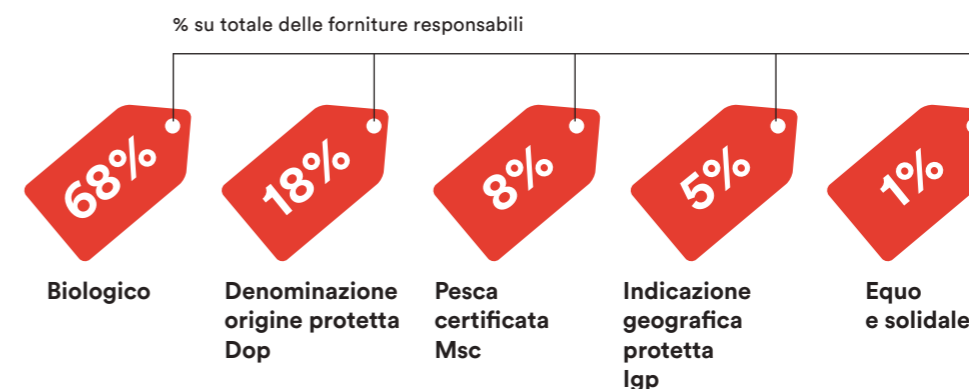 % su totale delle forniture responsabili
68%
18%
8%
5%
1%
Biologico
Denominazione
origine protetta
Dop
Pesca
certificata
Msc
Indicazione
geografica
protetta
Igp
Equo
e solidale